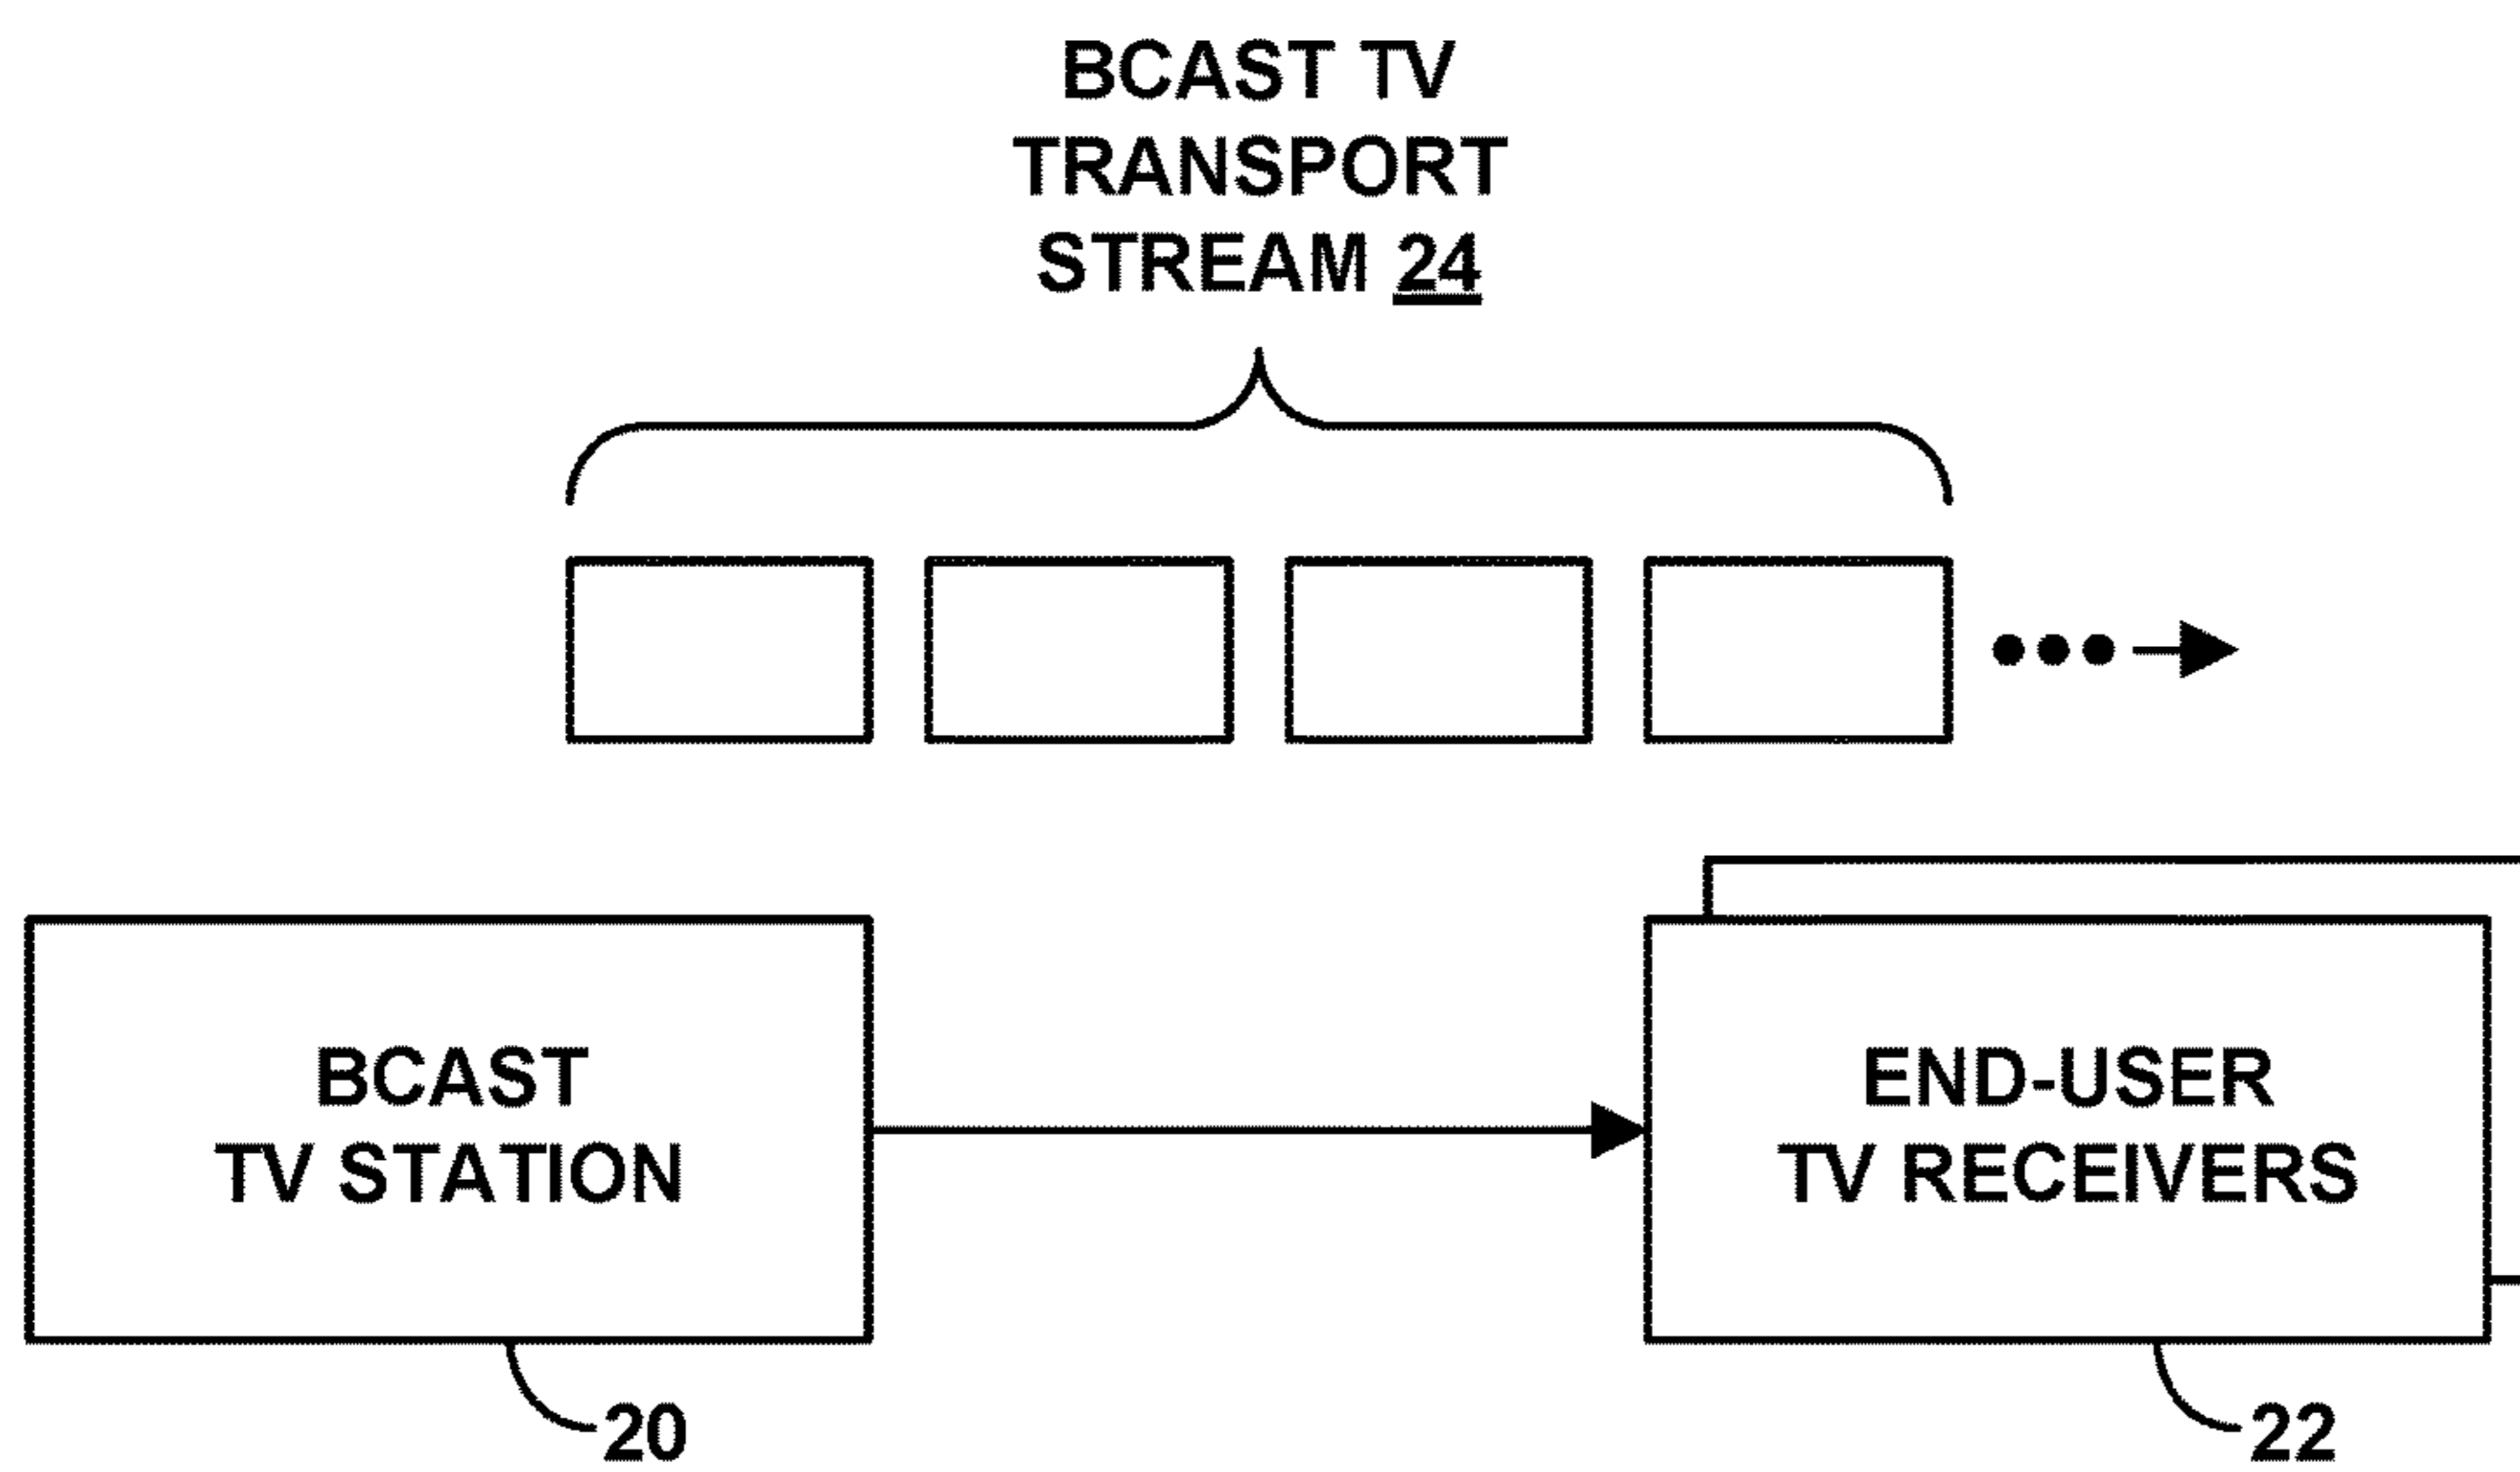 BCAST TV
TRANSPORT
STREAM 24
BCAST
TV STATION
END-USER
TV RECEIVERS
20
22